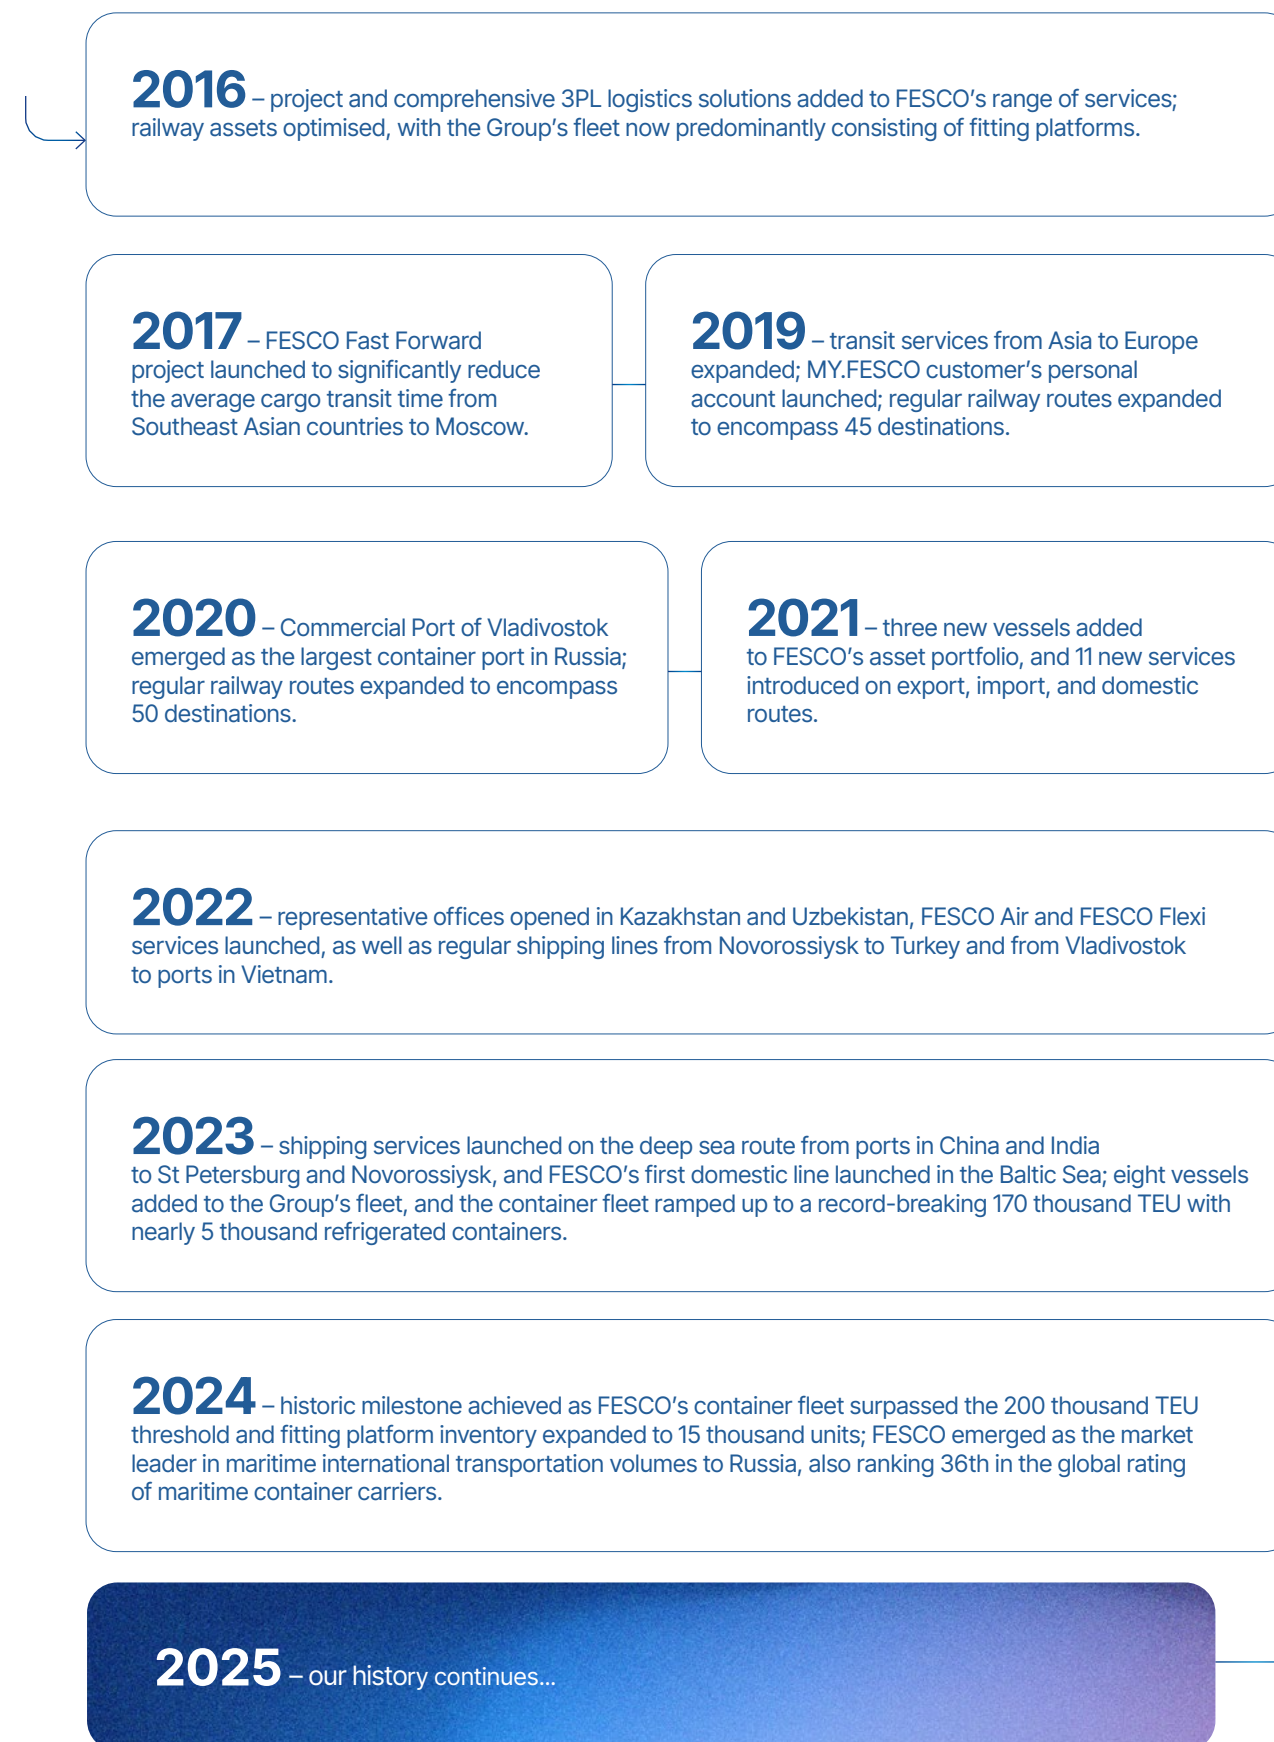 2016 – project and comprehensive 3PL logistics solutions added to FESCO’s range of services;
railway assets optimised, with the Group’s fleet now predominantly consisting of fitting platforms.
2017 – FESCO Fast Forward
project launched to significantly reduce
the average cargo transit time from
Southeast Asian countries to Moscow.
2019 – transit services from Asia to Europe
expanded; MY.FESCO customer’s personal
account launched; regular railway routes expanded
to encompass 45 destinations.
2020 – Commercial Port of Vladivostok
emerged as the largest container port in Russia;
regular railway routes expanded to encompass
50 destinations.
2021 – three new vessels added
to FESCO’s asset portfolio, and 11 new services
introduced on export, import, and domestic
routes.
2022 – representative offices opened in Kazakhstan and Uzbekistan, FESCO Air and FESCO Flexi
services launched, as well as regular shipping lines from Novorossiysk to Turkey and from Vladivostok
to ports in Vietnam.
2023 – shipping services launched on the deep sea route from ports in China and India
to St Petersburg and Novorossiysk, and FESCO’s first domestic line launched in the Baltic Sea; eight vessels
added to the Group’s fleet, and the container fleet ramped up to a record-breaking 170 thousand TEU with
nearly 5 thousand refrigerated containers.
2024 – historic milestone achieved as FESCO’s container fleet surpassed the 200 thousand TEU
threshold and fitting platform inventory expanded to 15 thousand units; FESCO emerged as the market
leader in maritime international transportation volumes to Russia, also ranking 36th in the global rating
of maritime container carriers.
2025 – our history continues...